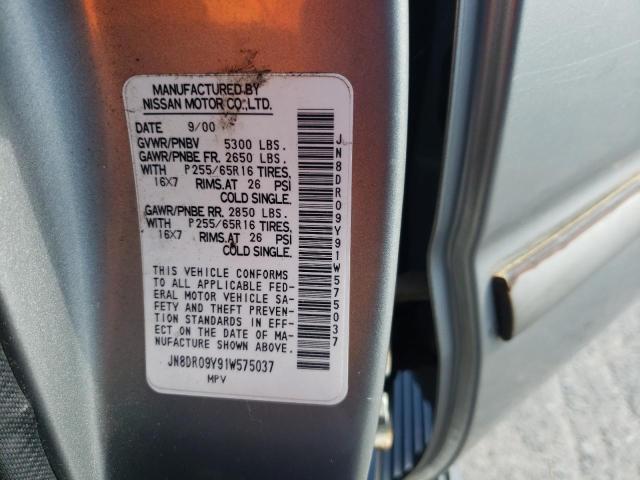 MANUFACTURED BY
NISSAN MOTOR CO.,LTD.
DATE 9/00
GVWR/PNBV 5300 LBS.
GAWR/PNBE FR. 2650 LBS.
WITH P255/65R16 TIRES,
16X7 RIMS.AT 26 PSI
COLD SINGLE.
GAWR/PNBE RR. 2850 LBS.
WITH P255/65R16 TIRES,
16X7 RIMS.AT 26 PSI
COLD SINGLE.
THIS VEHICLE CONFORMS
TO ALL APPLICABLE FED-
ERAL MOTOR VEHICLE SA-
FETY AND THEFT PREVENT-
ION STANDARDS IN EFF-
ECT ON THE DATE OF MA-
NUFACTURE SHOWN ABOVE.
JN8DR09Y91W575037
MPV
JN8DR09Y91W575037